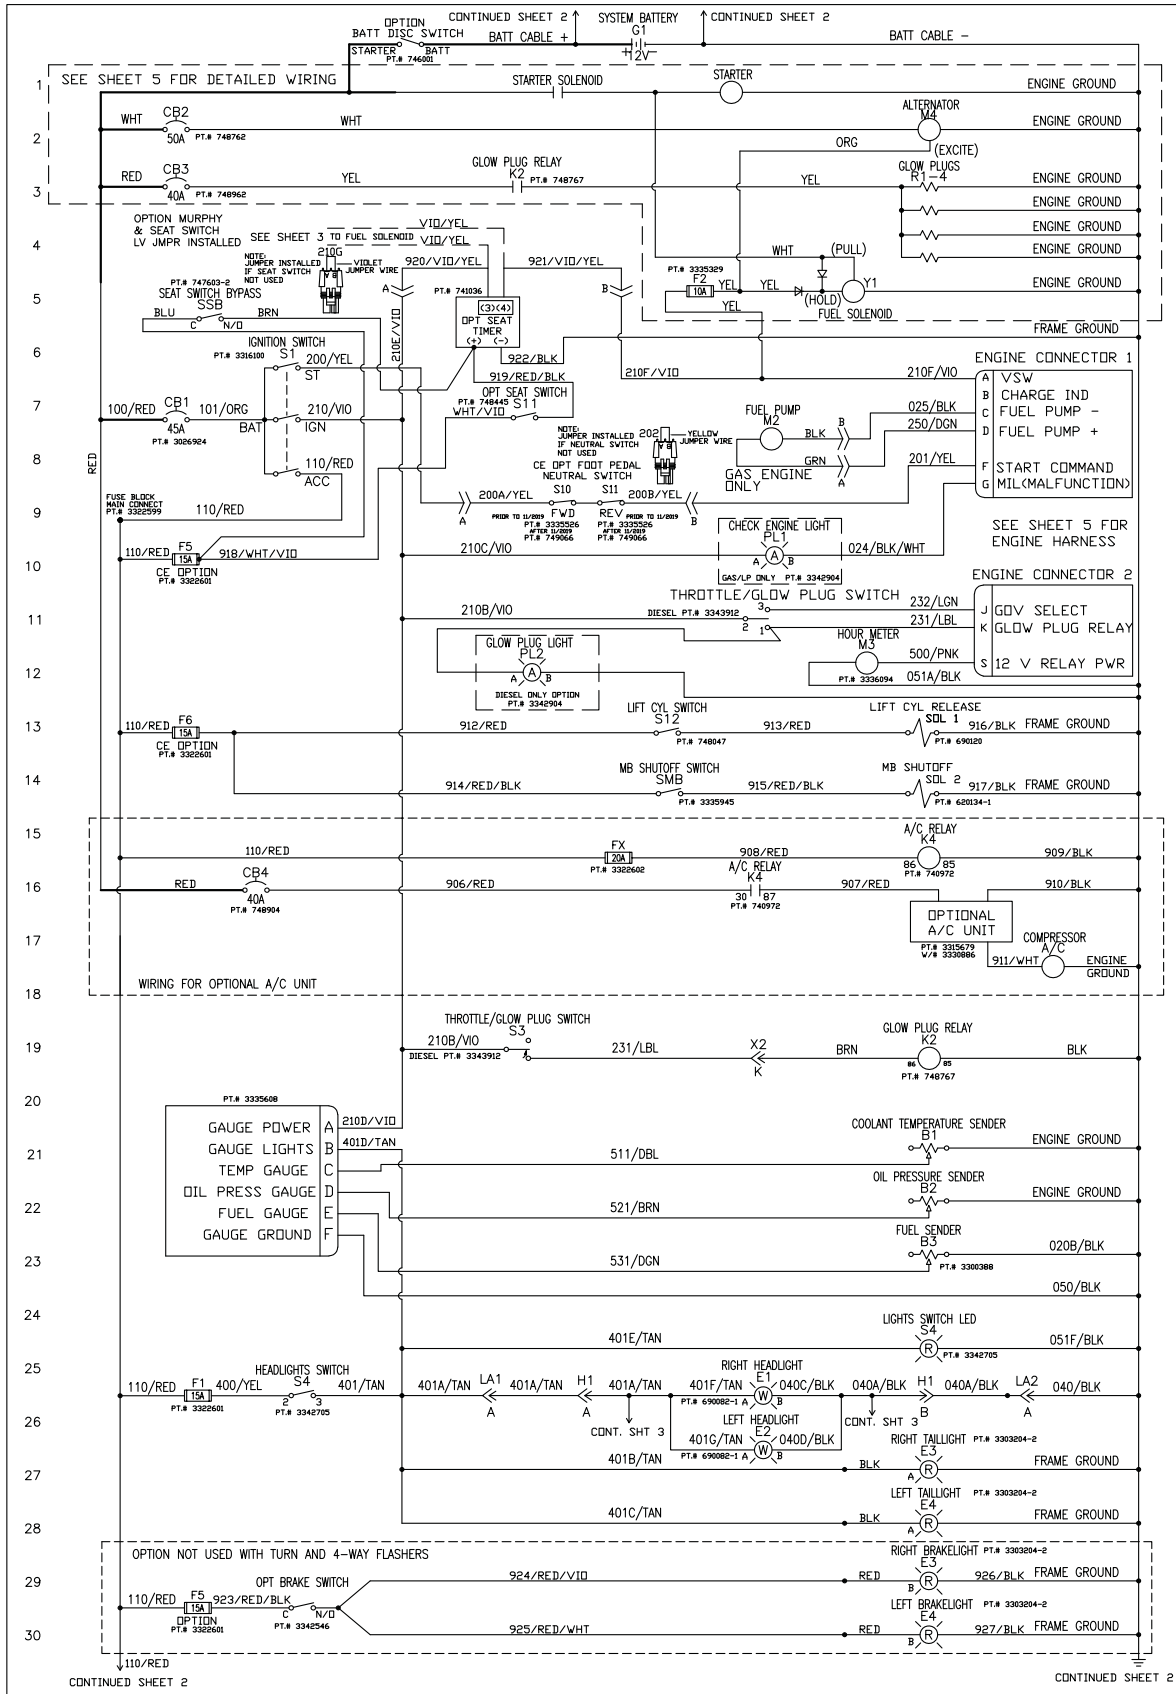 CONTINUED SHEET 2
SYSTEM BATTERY
G1
CONTINUED SHEET 2
OPTION
BATT DISC SWITCH
STARTER
BATT
PT.# 746001
BATT CABLE +
+ 12V -
BATT CABLE -
1
SEE SHEET 5 FOR DETAILED WIRING
STARTER SOLENOID
STARTER
ENGINE GROUND
WHT
CB2
50A
PT.# 748762
WHT
ALTERNATOR
M4
ENGINE GROUND
2
ORG
(EXCITE)
RED
CB3
40A
PT.# 748962
YEL
GLOW PLUG RELAY
K2
PT.# 748767
YEL
GLOW PLUGS
R1-4
ENGINE GROUND
3
ENGINE GROUND
ENGINE GROUND
ENGINE GROUND
OPTION MURPHY
& SEAT SWITCH
LV JMPR INSTALLED
SEE SHEET 3 TO FUEL SOLENOID
VIO/YEL
VIO/YEL
4
NOTE:
JUMPER INSTALLED
IF SEAT SWITCH
NOT USED
210G
VIOLET
JUMPER WIRE
920/VIO/YEL
921/VIO/YEL
WHT
(PULL)
PT.# 3335329
F2
10A
YEL
YEL
YEL
(HOLD)
Y1
FUEL SOLENOID
ENGINE GROUND
5
PT.# 747603-2
SEAT SWITCH BYPASS
SSB
BLU
C
N/O
BRN
A
PT.# 741036
(3)(4)
OPT SEAT
TIMER
(+) (-)
B
210E/VIO
FRAME GROUND
6
IGNITION SWITCH
PT.# 3316100
S1
200/YEL
ST
922/BLK
919/RED/BLK
210F/VIO
210F/VIO
ENGINE CONNECTOR 1
A VSW
B CHARGE IND
C FUEL PUMP -
D FUEL PUMP +
F START COMMAND
G MIL(MALFUNCTION)
7
100/RED
CB1
45A
PT.# 3026924
101/ORG
BAT
210/VIO
IGN
OPT SEAT SWITCH
PT.# 748445
S11
WHT/VIO
FUEL PUMP
M2
BLK
B
025/BLK
250/DGN
GRN
A
GAS ENGINE
ONLY
8
RED
110/RED
ACC
NOTE:
JUMPER INSTALLED
IF NEUTRAL SWITCH
NOT USED
202
YELLOW
JUMPER WIRE
CE OPT FOOT PEDAL
NEUTRAL SWITCH
201/YEL
9
FUSE BLOCK
MAIN CONNECT
PT.# 3322599
110/RED
A
200A/YEL
S10
FWD
S11
REV
200B/YEL
B
PRIOR TO 11/2019
PT.# 3335526
AFTER 11/2019
PT.# 749066
PRIOR TO 11/2019
PT.# 3335526
AFTER 11/2019
PT.# 749066
SEE SHEET 5 FOR
ENGINE HARNESS
10
110/RED
F5
15A
CE OPTION
PT.# 3322601
918/WHT/VIO
210C/VIO
CHECK ENGINE LIGHT
PL1
A A B
GAS/LP ONLY PT.# 3342904
024/BLK/WHT
ENGINE CONNECTOR 2
J GOV SELECT
K GLOW PLUG RELAY
S 12 V RELAY PWR
11
210B/VIO
THROTTLE/GLOW PLUG SWITCH
DIESEL PT.# 3343912
3
2
1
232/LGN
231/LBL
12
GLOW PLUG LIGHT
PL2
A A B
DIESEL ONLY OPTION
PT.# 3342904
HOUR METER
M3
PT.# 3336094
500/PNK
051A/BLK
13
110/RED
F6
15A
CE OPTION
PT.# 3322601
912/RED
LIFT CYL SWITCH
S12
PT.# 748047
913/RED
LIFT CYL RELEASE
SOL 1
PT.# 690120
916/BLK FRAME GROUND
14
914/RED/BLK
MB SHUTOFF SWITCH
SMB
PT.# 3335945
915/RED/BLK
MB SHUTOFF
SOL 2
PT.# 620134-1
917/BLK FRAME GROUND
15
110/RED
FX
20A
PT.# 3322602
908/RED
A/C RELAY
K4
86 85
PT.# 740972
909/BLK
16
RED
CB4
40A
PT.# 748904
906/RED
A/C RELAY
K4
30 87
PT.# 740972
907/RED
910/BLK
17
OPTIONAL
A/C UNIT
PT.# 3315679
W/# 3330886
911/WHT
COMPRESSOR
A/C
ENGINE
GROUND
18
WIRING FOR OPTIONAL A/C UNIT
19
210B/VIO
THROTTLE/GLOW PLUG SWITCH
S3
DIESEL PT.# 3343912
231/LBL
X2
K
BRN
GLOW PLUG RELAY
K2
86 85
PT.# 748767
BLK
20
PT.# 3335608
GAUGE POWER A 210D/VIO
21
GAUGE LIGHTS B 401D/TAN
TEMP GAUGE C
511/DBL
COOLANT TEMPERATURE SENDER
B1
ENGINE GROUND
22
OIL PRESS GAUGE D
521/BRN
OIL PRESSURE SENDER
B2
ENGINE GROUND
FUEL GAUGE E
GAUGE GROUND F
23
531/DGN
FUEL SENDER
B3
PT.# 3300388
020B/BLK
050/BLK
24
401E/TAN
LIGHTS SWITCH LED
S4
R
PT.# 3342705
051F/BLK
25
110/RED
F1
15A
PT.# 3322601
400/YEL
HEADLIGHTS SWITCH
S4
2 3
PT.# 3342705
401/TAN
401A/TAN
LA1
A
401A/TAN
H1
A
401A/TAN
CONT. SHT 3
RIGHT HEADLIGHT
E1
401F/TAN
W
PT.# 690082-1 A B
040C/BLK
040A/BLK
CONT. SHT 3
H1
B
040A/BLK
LA2
A
040/BLK
26
LEFT HEADLIGHT
E2
401G/TAN
W
PT.# 690082-1 A B
040D/BLK
27
401B/TAN
BLK
RIGHT TAILLIGHT PT.# 3303204-2
E3
A R
FRAME GROUND
28
401C/TAN
BLK
LEFT TAILLIGHT PT.# 3303204-2
E4
A R
FRAME GROUND
OPTION NOT USED WITH TURN AND 4-WAY FLASHERS
29
924/RED/VIO
RED
RIGHT BRAKELIGHT PT.# 3303204-2
E3
B R
926/BLK FRAME GROUND
110/RED
F5
15A
OPTION
PT.# 3322601
923/RED/BLK
OPT BRAKE SWITCH
C
N/O
PT.# 3342546
30
925/RED/WHT
RED
LEFT BRAKELIGHT PT.# 3303204-2
E4
B R
927/BLK FRAME GROUND
110/RED
CONTINUED SHEET 2
CONTINUED SHEET 2